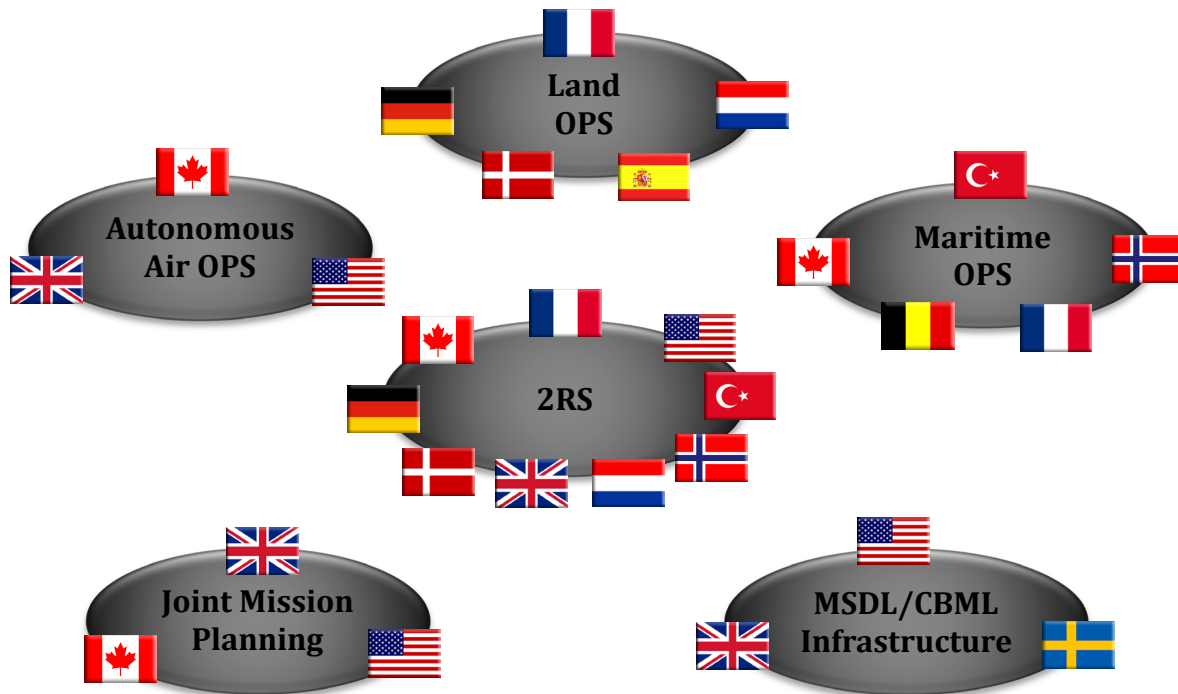 Land
OPS
Autonomous
Air OPS
Maritime
OPS
2RS
Joint Mission
Planning
MSDL/CBML
Infrastructure